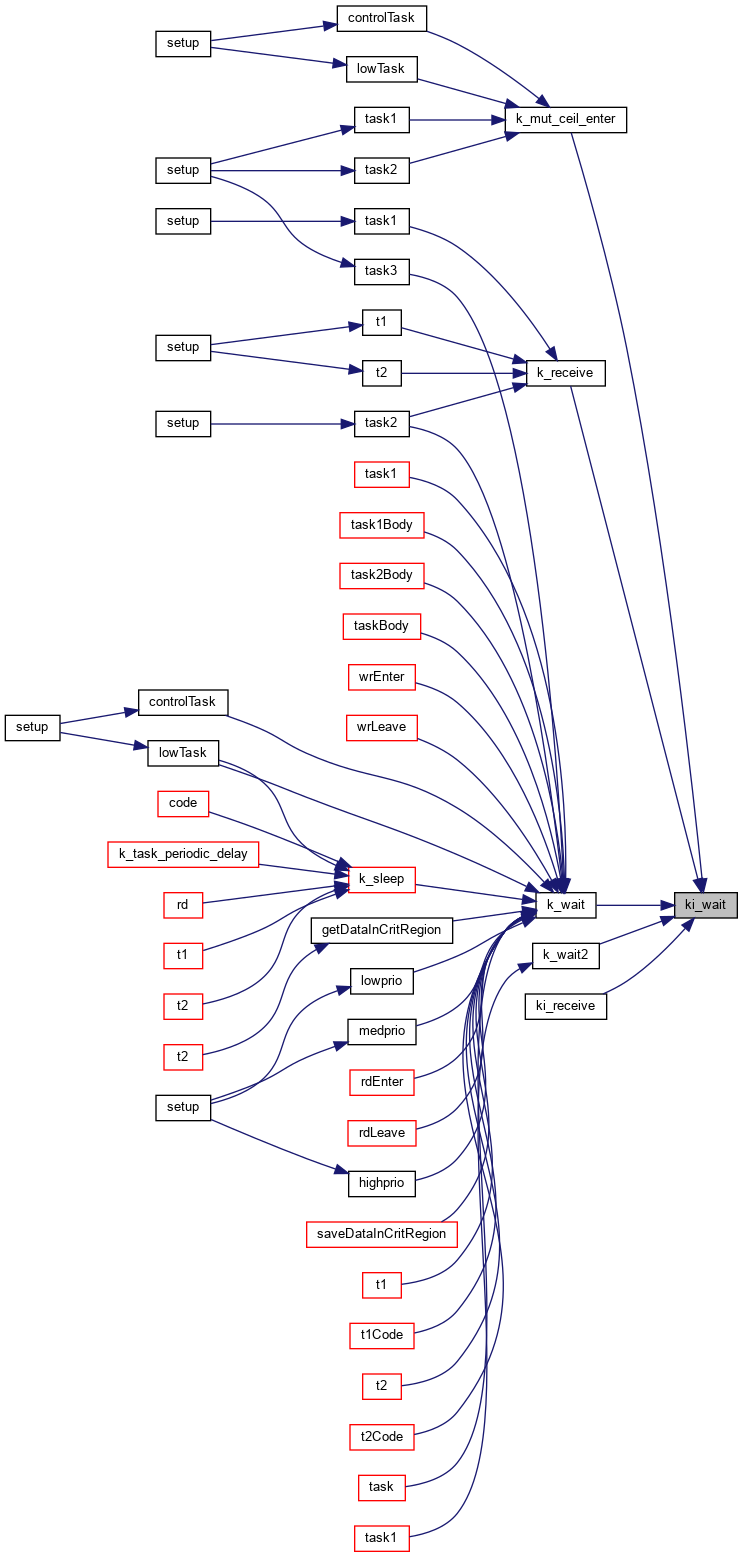 controlTask
setup
lowTask
k_mut_ceil_enter
task1
setup
task2
setup
task1
task3
t1
setup
t2
k_receive
setup
task2
task1
task1Body
task2Body
taskBody
wrEnter
controlTask
wrLeave
setup
lowTask
code
k_task_periodic_delay
k_sleep
rd
k_wait
ki_wait
getDataInCritRegion
t1
k_wait2
lowprio
t2
ki_receive
medprio
t2
rdEnter
setup
rdLeave
highprio
saveDataInCritRegion
t1
t1Code
t2
t2Code
task
task1